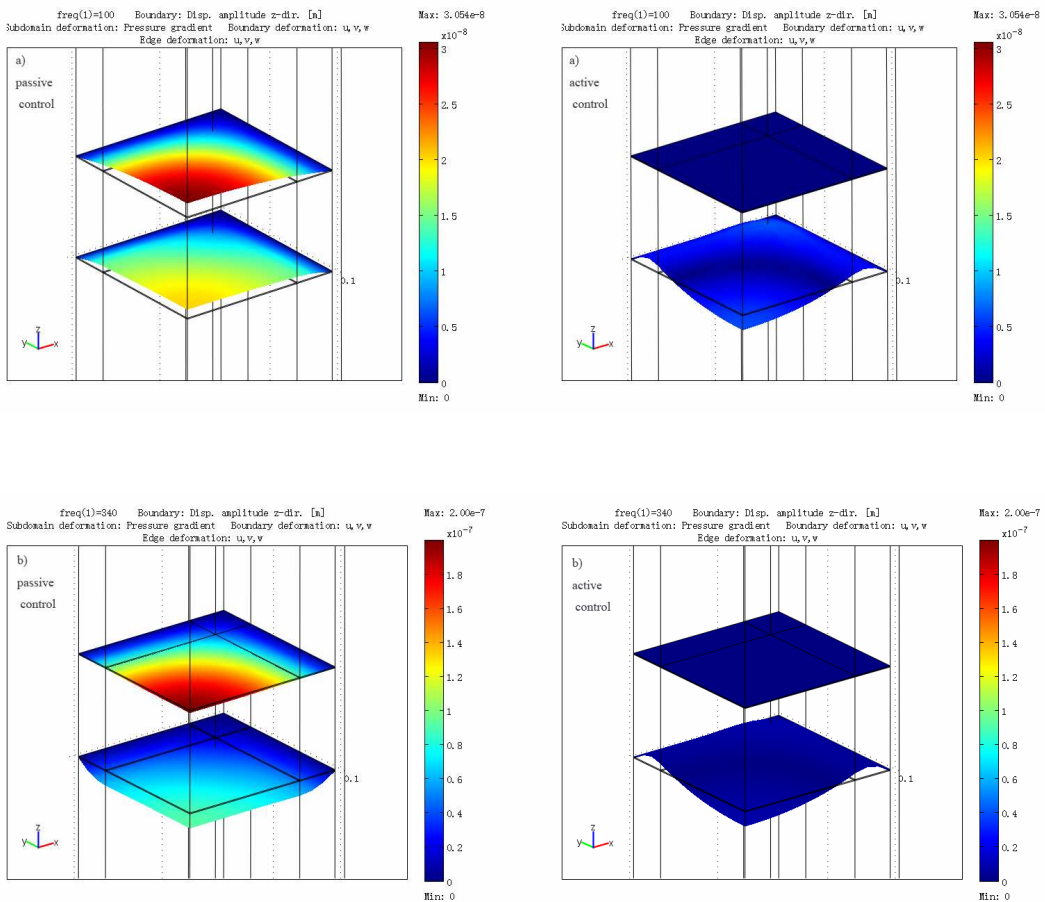 freq(1)=100 Boundary: Disp. amplitude z-dir. [m] Max: 3.054e-8
Subdomain deformation: Pressure gradient Boundary deformation: u,v,w
Edge deformation: u,v,w
x10⁻⁸
a)
passive
control
3
2.5
2
1.5
1
0.5
0
0.1
z
y
x
Min: 0
freq(1)=100 Boundary: Disp. amplitude z-dir. [m] Max: 3.054e-8
Subdomain deformation: Pressure gradient Boundary deformation: u,v,w
Edge deformation: u,v,w
x10⁻⁸
a)
active
control
3
2.5
2
1.5
1
0.5
0
0.1
z
y
x
Min: 0
freq(1)=340 Boundary: Disp. amplitude z-dir. [m] Max: 2.00e-7
Subdomain deformation: Pressure gradient Boundary deformation: u,v,w
Edge deformation: u,v,w
x10⁻⁷
b)
passive
control
1.8
1.6
1.4
1.2
1
0.8
0.6
0.4
0.2
0
0.1
z
y
x
Min: 0
freq(1)=340 Boundary: Disp. amplitude z-dir. [m] Max: 2.00e-7
Subdomain deformation: Pressure gradient Boundary deformation: u,v,w
Edge deformation: u,v,w
x10⁻⁷
b)
active
control
1.8
1.6
1.4
1.2
1
0.8
0.6
0.4
0.2
0
0.1
z
y
x
Min: 0